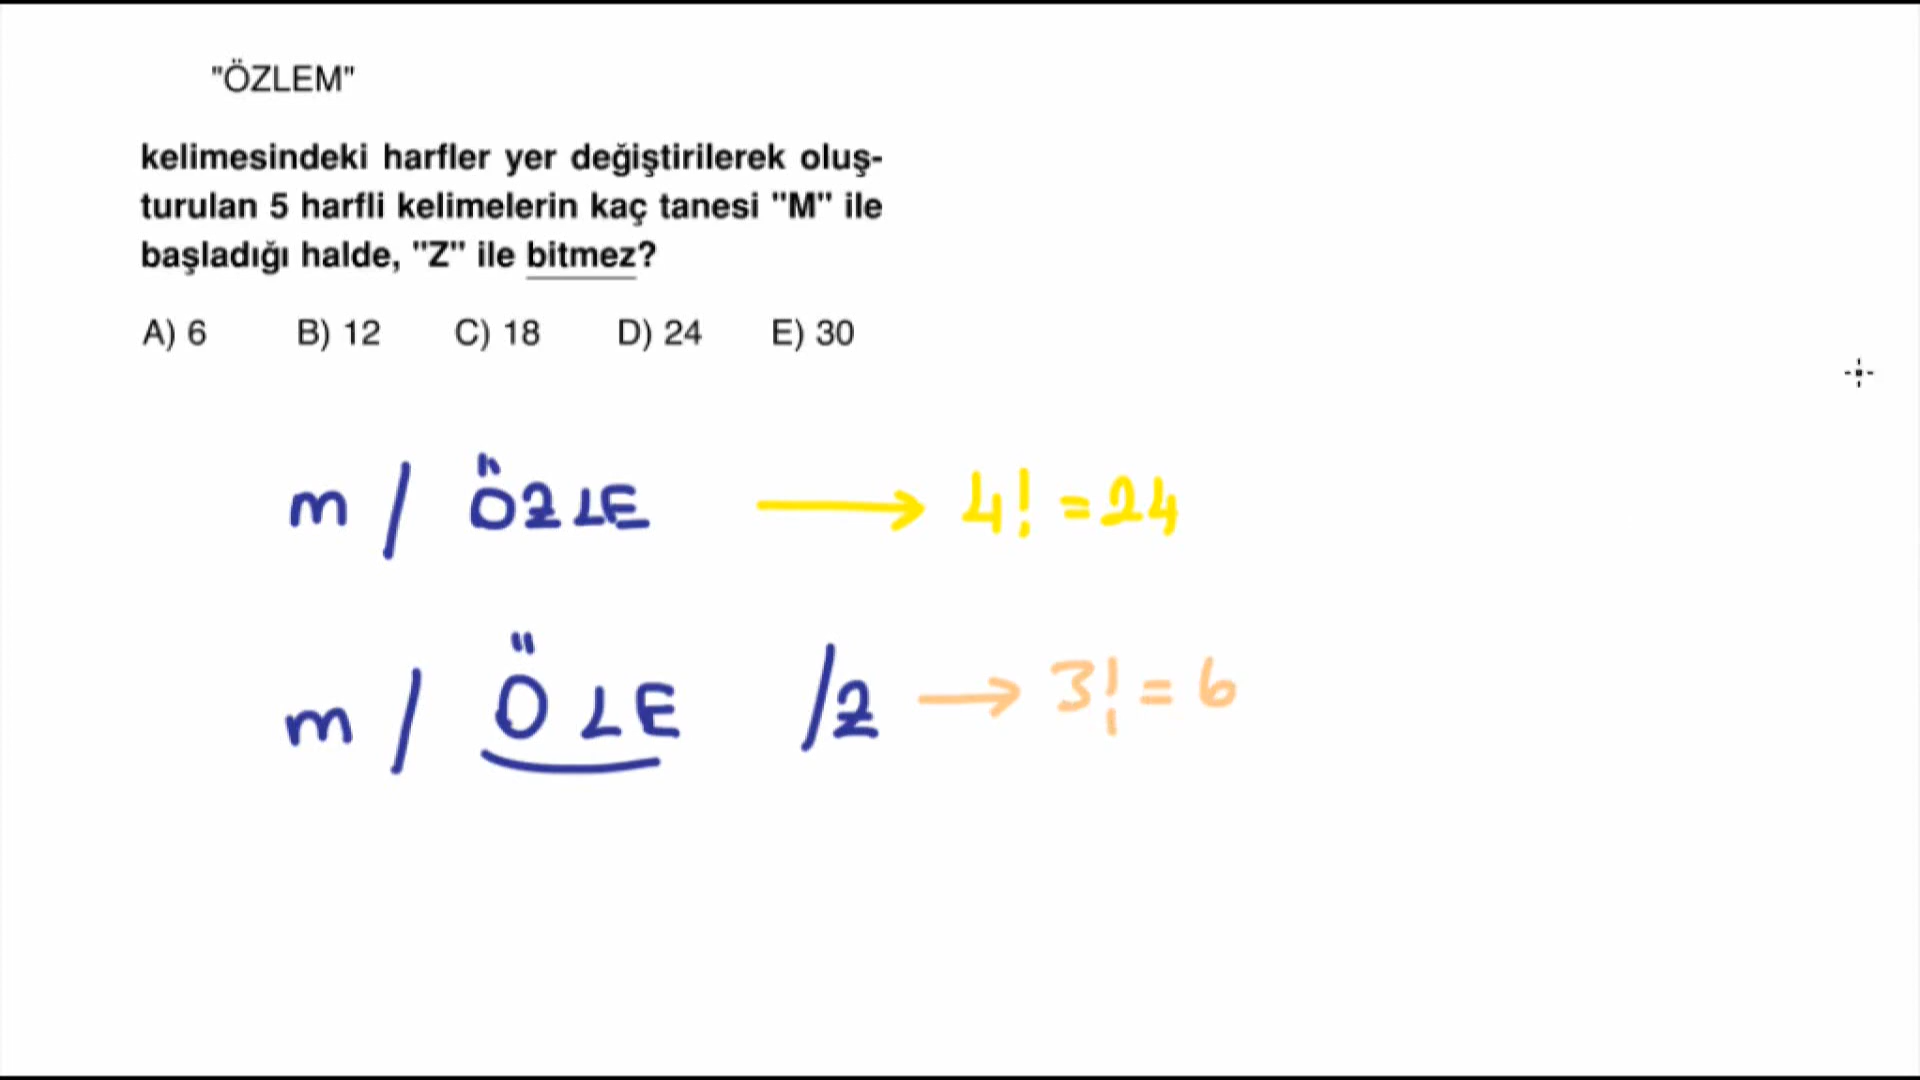 "ÖZLEM"
kelimesindeki harfler yer değiştirilerek oluş-
turulan 5 harfli kelimelerin kaç tanesi "M" ile
başladığı halde, "Z" ile bitmez?
A) 6 B) 12 C) 18 D) 24 E) 30
m / ÖZLE → 4! = 24
m / ÖLE / Z → 3! = 6